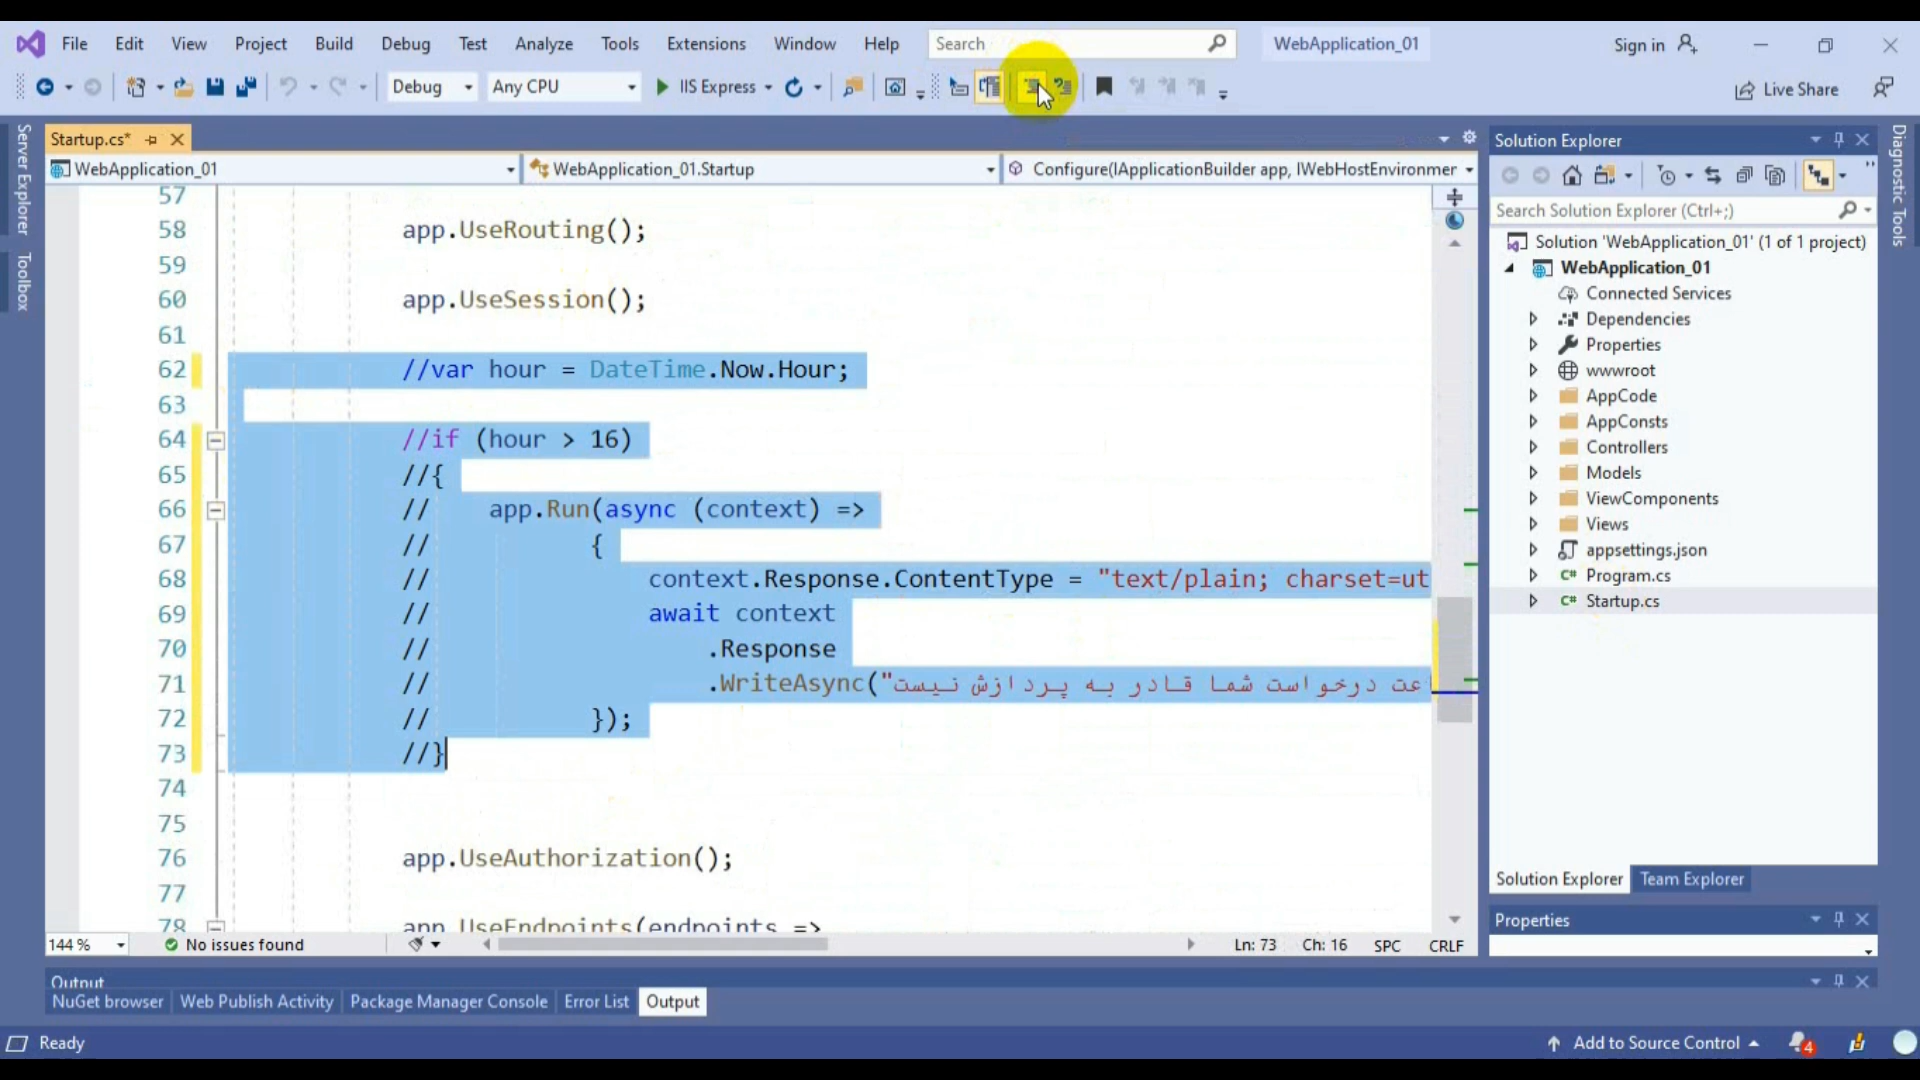 File Edit View Project Build Debug Test Analyze Tools Extensions Window Help Search WebApplication_01 Sign in
Debug Any CPU IIS Express Live Share
Server Explorer
Toolbox
Startup.cs*
WebApplication_01 WebApplication_01.Startup Configure(IApplicationBuilder app, IWebHostEnvironmer
57
58 app.UseRouting();
59
60 app.UseSession();
61
62 //var hour = DateTime.Now.Hour;
63
64 //if (hour > 16)
65 //{
66 // app.Run(async (context) =>
67 // {
68 // context.Response.ContentType = "text/plain; charset=ut
69 // await context
70 // .Response
71 // .WriteAsync("عت درخواست شما قادر به پردازش نیست
72 // });
73 //}
74
75
76 app.UseAuthorization();
77
78 app.UseEndpoints(endpoints =>
144 % No issues found Ln: 73 Ch: 16 SPC CRLF
Solution Explorer
Search Solution Explorer (Ctrl+;)
Solution 'WebApplication_01' (1 of 1 project)
WebApplication_01
Connected Services
Dependencies
Properties
wwwroot
AppCode
AppConsts
Controllers
Models
ViewComponents
Views
appsettings.json
C# Program.cs
C# Startup.cs
Solution Explorer Team Explorer
Properties
Diagnostic Tools
Output
NuGet browser Web Publish Activity Package Manager Console Error List Output
Ready Add to Source Control 4